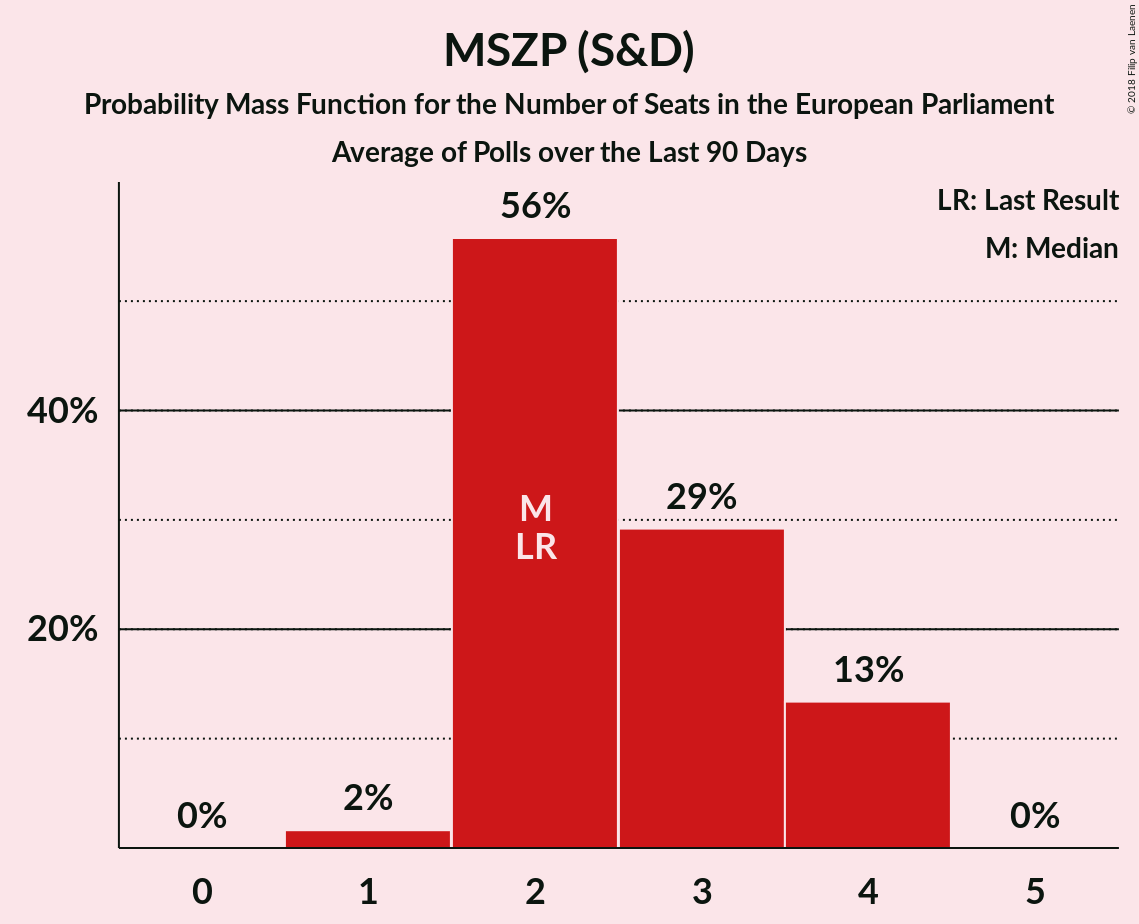 MSZP (S&D)
Probability Mass Function for the Number of Seats in the European Parliament
Average of Polls over the Last 90 Days
© 2018 Filip van Laenen
LR: Last Result
M: Median
56%
40%
29%
M
LR
20%
13%
2%
0%
0%
0 1 2 3 4 5